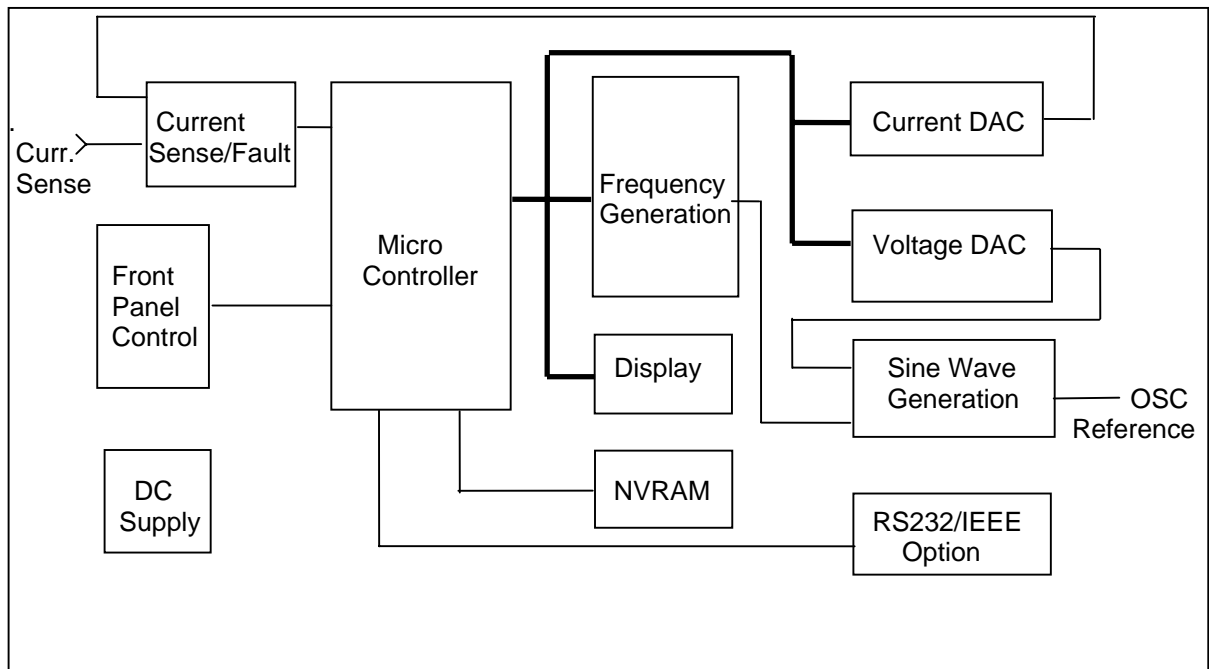 Current
Sense/Fault
.
Curr.
Sense
Front
Panel
Control
DC
Supply
Micro
Controller
Frequency
Generation
Display
NVRAM
Current DAC
Voltage DAC
Sine Wave
Generation
OSC
Reference
RS232/IEEE
Option